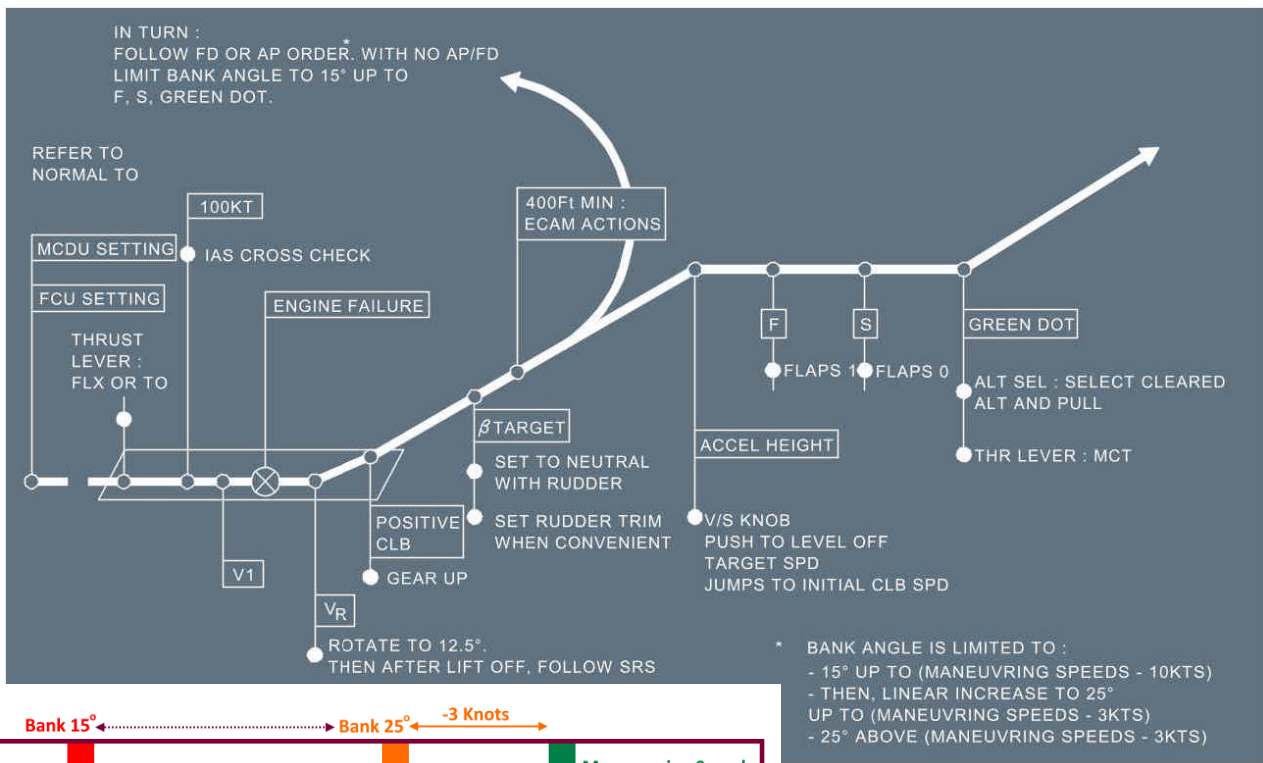 IN TURN :
FOLLOW FD OR AP ORDER.* WITH NO AP/FD
LIMIT BANK ANGLE TO 15° UP TO
F, S, GREEN DOT.
REFER TO
NORMAL TO
100KT
MCDU SETTING
IAS CROSS CHECK
FCU SETTING
THRUST
LEVER :
FLX OR TO
ENGINE FAILURE
400Ft MIN :
ECAM ACTIONS
F
S
GREEN DOT
FLAPS 1
FLAPS 0
ALT SEL : SELECT CLEARED
ALT AND PULL
THR LEVER : MCT
βTARGET
SET TO NEUTRAL
WITH RUDDER
SET RUDDER TRIM
WHEN CONVENIENT
ACCEL HEIGHT
V/S KNOB
PUSH TO LEVEL OFF
TARGET SPD
JUMPS TO INITIAL CLB SPD
POSITIVE
CLB
GEAR UP
V1
VR
ROTATE TO 12.5°.
THEN AFTER LIFT OFF, FOLLOW SRS
* BANK ANGLE IS LIMITED TO :
- 15° UP TO (MANEUVRING SPEEDS - 10KTS)
- THEN, LINEAR INCREASE TO 25°
UP TO (MANEUVRING SPEEDS - 3KTS)
- 25° ABOVE (MANEUVRING SPEEDS - 3KTS)
Bank 15°
Bank 25°
-3 Knots